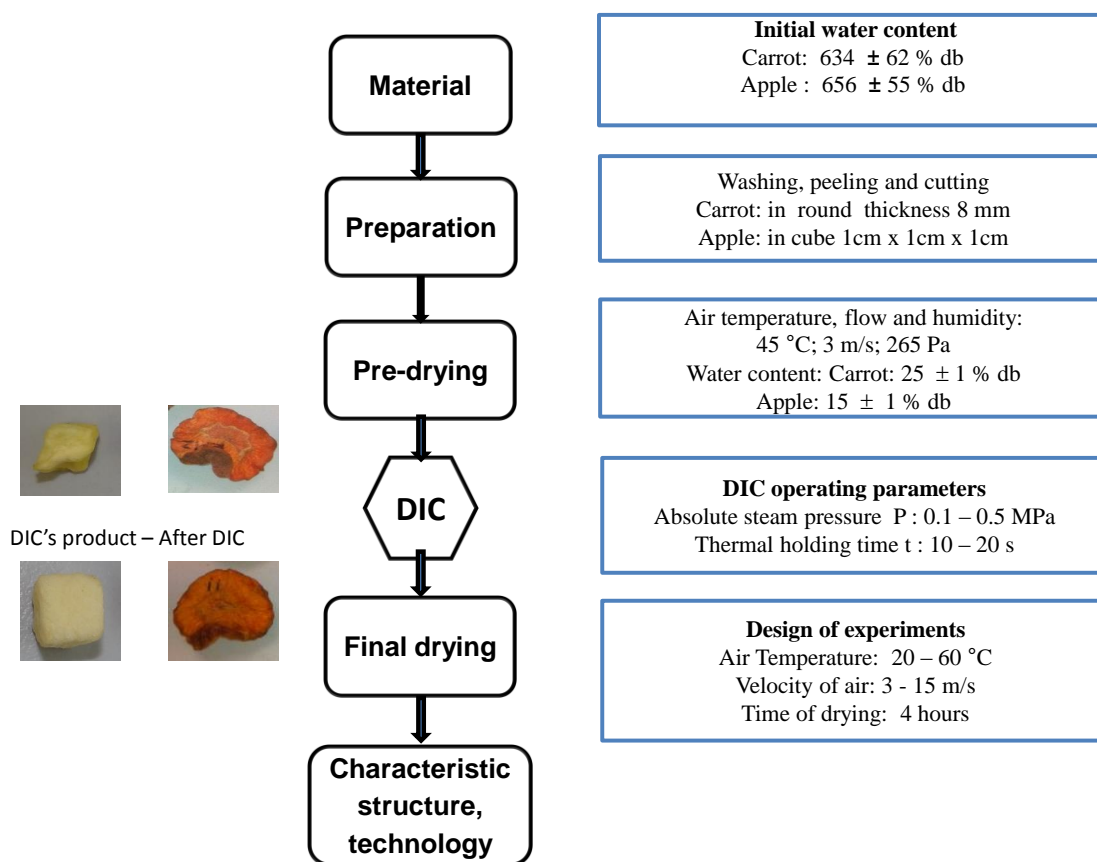 Material
Initial water content
Carrot: 634 ± 62 % db
Apple : 656 ± 55 % db
Preparation
Washing, peeling and cutting
Carrot: in round thickness 8 mm
Apple: in cube 1cm x 1cm x 1cm
Pre-drying
Air temperature, flow and humidity:
45 °C; 3 m/s; 265 Pa
Water content: Carrot: 25 ± 1 % db
Apple: 15 ± 1 % db
DIC
DIC operating parameters
Absolute steam pressure P : 0.1 – 0.5 MPa
Thermal holding time t : 10 – 20 s
DIC's product – After DIC
Final drying
Design of experiments
Air Temperature: 20 – 60 °C
Velocity of air: 3 - 15 m/s
Time of drying: 4 hours
Characteristic
structure,
technology